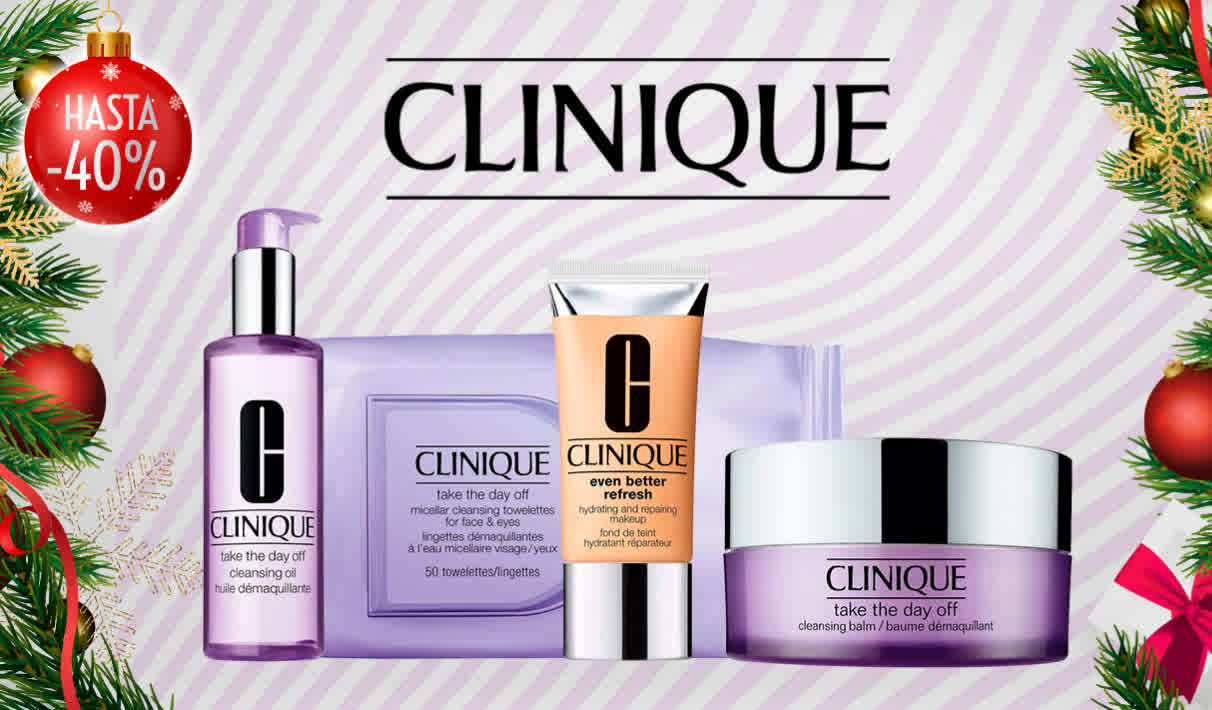 HASTA
-40%
CLINIQUE
CLINIQUE
take the day off
cleansing oil
huile démaquillante
CLINIQUE
take the day off
micellar cleansing towelettes
for face & eyes
lingettes démaquillantes
à l'eau micellaire visage/yeux
50 towelettes/lingettes
CLINIQUE
even better
refresh
hydrating and repairing
makeup
fond de teint
hydratant réparateur
CLINIQUE
take the day off
cleansing balm / baume démaquillant